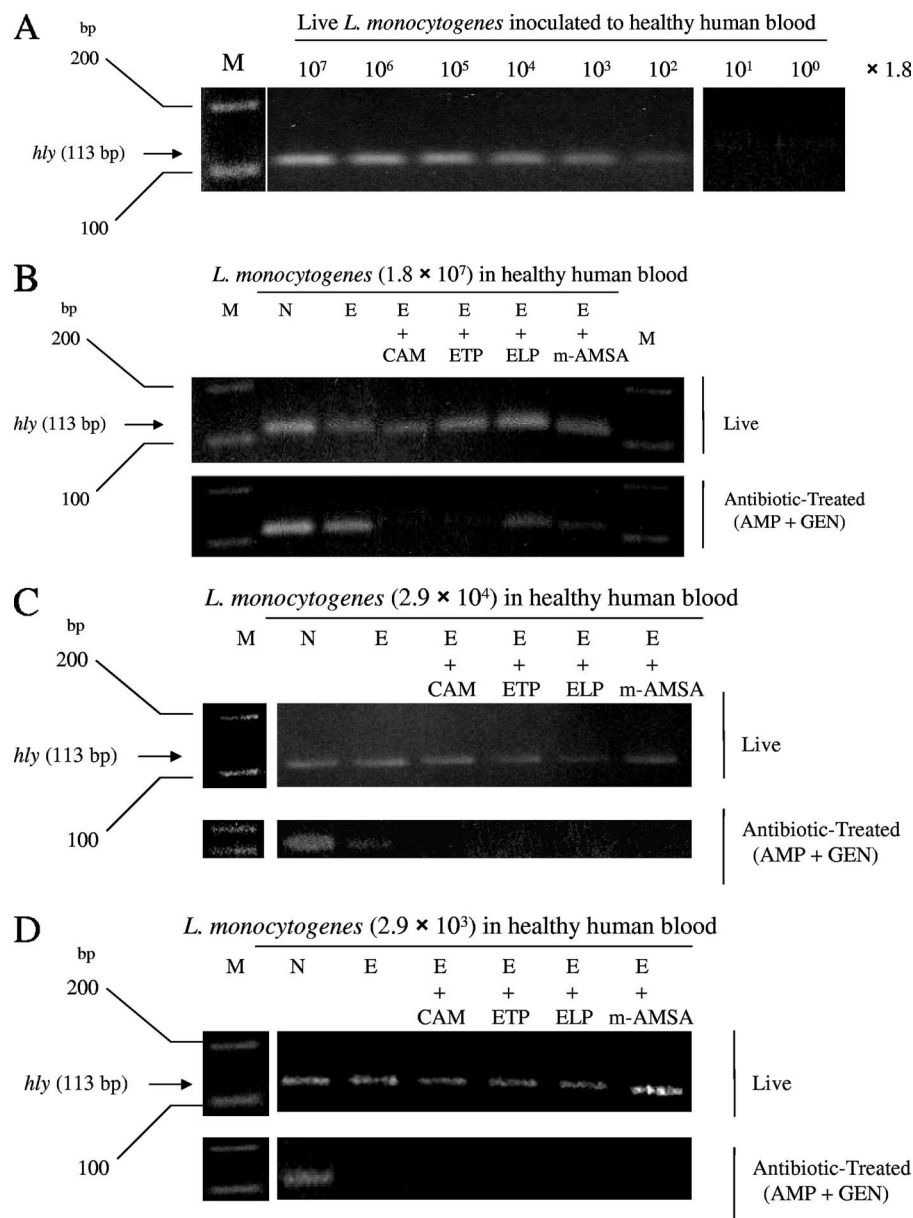 A
bp
Live L. monocytogenes inoculated to healthy human blood
200
M
10⁷ 10⁶ 10⁵ 10⁴ 10³ 10² 10¹ 10⁰ × 1.8
hly (113 bp)
100
B
L. monocytogenes (1.8 × 10⁷) in healthy human blood
bp
M N E E E E E
200
+ + + + M
CAM ETP ELP m-AMSA
hly (113 bp)
Live
100
Antibiotic-Treated
(AMP + GEN)
C
L. monocytogenes (2.9 × 10⁴) in healthy human blood
bp
M N E E E E E
200
+ + + +
CAM ETP ELP m-AMSA
hly (113 bp)
Live
100
Antibiotic-Treated
(AMP + GEN)
D
L. monocytogenes (2.9 × 10³) in healthy human blood
bp
M N E E E E E
200
+ + + +
CAM ETP ELP m-AMSA
hly (113 bp)
Live
100
Antibiotic-Treated
(AMP + GEN)